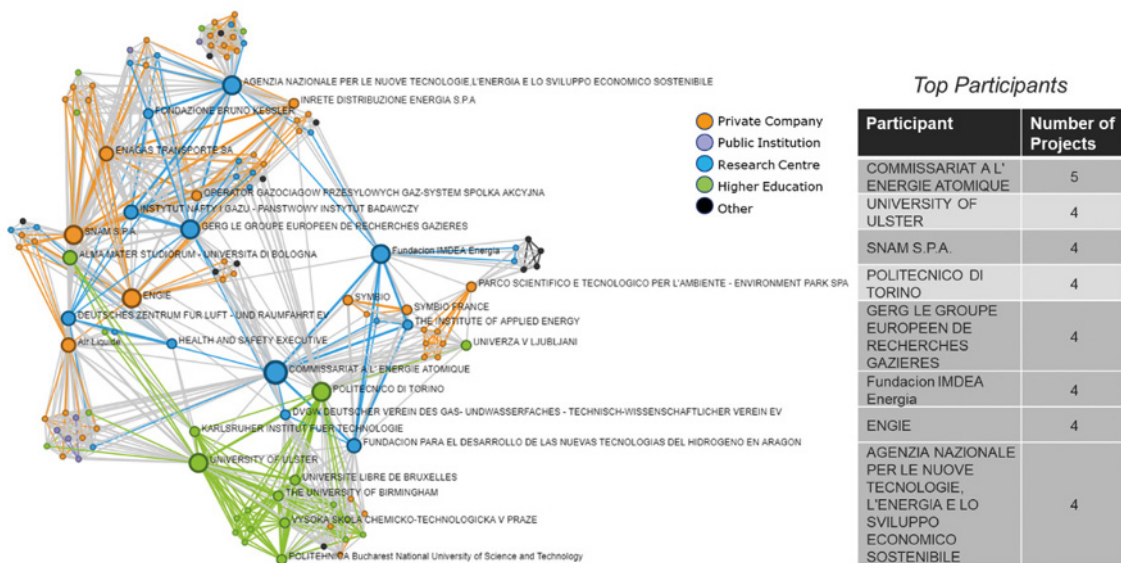 AGENZIA NAZIONALE PER LE NUOVE TECNOLOGIE,L'ENERGIA E LO SVILUPPO ECONOMICO SOSTENIBILE
INRETE DISTRIBUZIONE ENERGIA S.P.A
FONDAZIONE BRUNO KESSLER
ENAGAS TRANSPORTE SA
OPERATOR GAZOCIAGOW PRZESYLOWYCH GAZ-SYSTEM SPOLKA AKCYJNA
INSTYTUT NAFTY I GAZU - PANSTWOWY INSTYTUT BADAWCZY
GERG LE GROUPE EUROPEEN DE RECHERCHES GAZIERES
SNAM S.P.A.
ALMA MATER STUDIORUM - UNIVERSITA DI BOLOGNA
Fundacion IMDEA Energia
PARCO SCIENTIFICO E TECNOLOGICO PER L'AMBIENTE - ENVIRONMENT PARK SPA
ENGIE
SYMBIO
SYMBIO FRANCE
DEUTSCHES ZENTRUM FUR LUFT - UND RAUMFAHRT EV
THE INSTITUTE OF APPLIED ENERGY
Air Liquide
HEALTH AND SAFETY EXECUTIVE
UNIVERZA V LJUBLJANI
COMMISSARIAT A L' ENERGIE ATOMIQUE
POLITECNICO DI TORINO
DVGW DEUTSCHER VEREIN DES GAS- UNDWASSERFACHES - TECHNISCH-WISSENSCHAFTLICHER VEREIN EV
KARLSRUHER INSTITUT FUER TECHNOLOGIE
FUNDACION PARA EL DESARROLLO DE LAS NUEVAS TECNOLOGIAS DEL HIDROGENO EN ARAGON
UNIVERSITY OF ULSTER
UNIVERSITE LIBRE DE BRUXELLES
THE UNIVERSITY OF BIRMINGHAM
VYSOKA SKOLA CHEMICKO-TECHNOLOGICKA V PRAZE
POLITEHNICA Bucharest National University of Science and Technology
Private Company
Public Institution
Research Centre
Higher Education
Other
Top Participants
Participant
Number of
Projects
COMMISSARIAT A L'
ENERGIE ATOMIQUE
5
UNIVERSITY OF
ULSTER
4
SNAM S.P.A.
4
POLITECNICO DI
TORINO
4
GERG LE GROUPE
EUROPEEN DE
RECHERCHES
GAZIERES
4
Fundacion IMDEA
Energia
4
ENGIE
4
AGENZIA NAZIONALE
PER LE NUOVE
TECNOLOGIE,
L'ENERGIA E LO
SVILUPPO
ECONOMICO
SOSTENIBILE
4